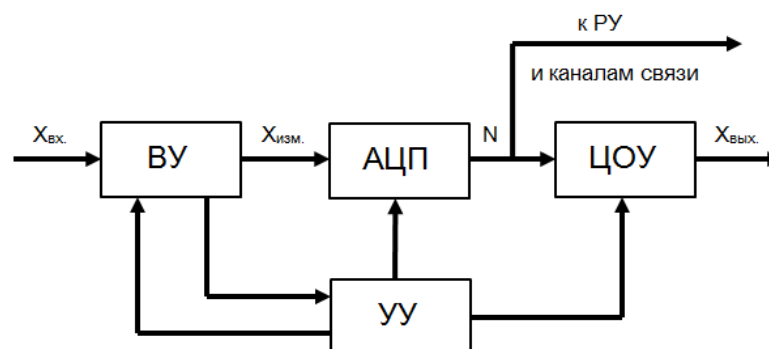 к РУ
и каналам связи
Xвх.
ВУ
Xизм.
АЦП
N
ЦОУ
Xвых.
УУ